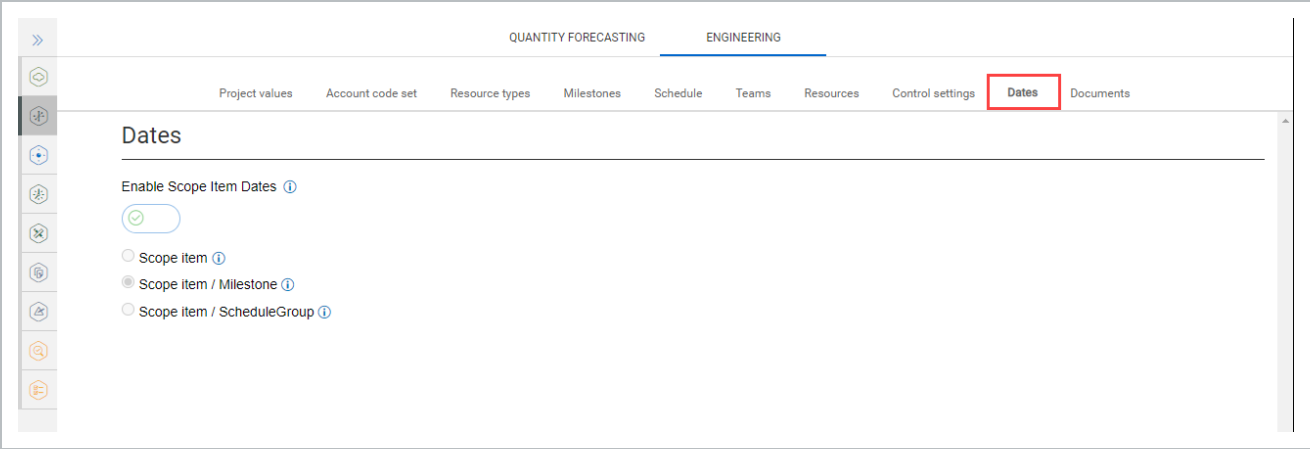 QUANTITY FORECASTING ENGINEERING
Project values Account code set Resource types Milestones Schedule Teams Resources Control settings Dates Documents
Dates
Enable Scope Item Dates
Scope item
Scope item / Milestone
Scope item / ScheduleGroup